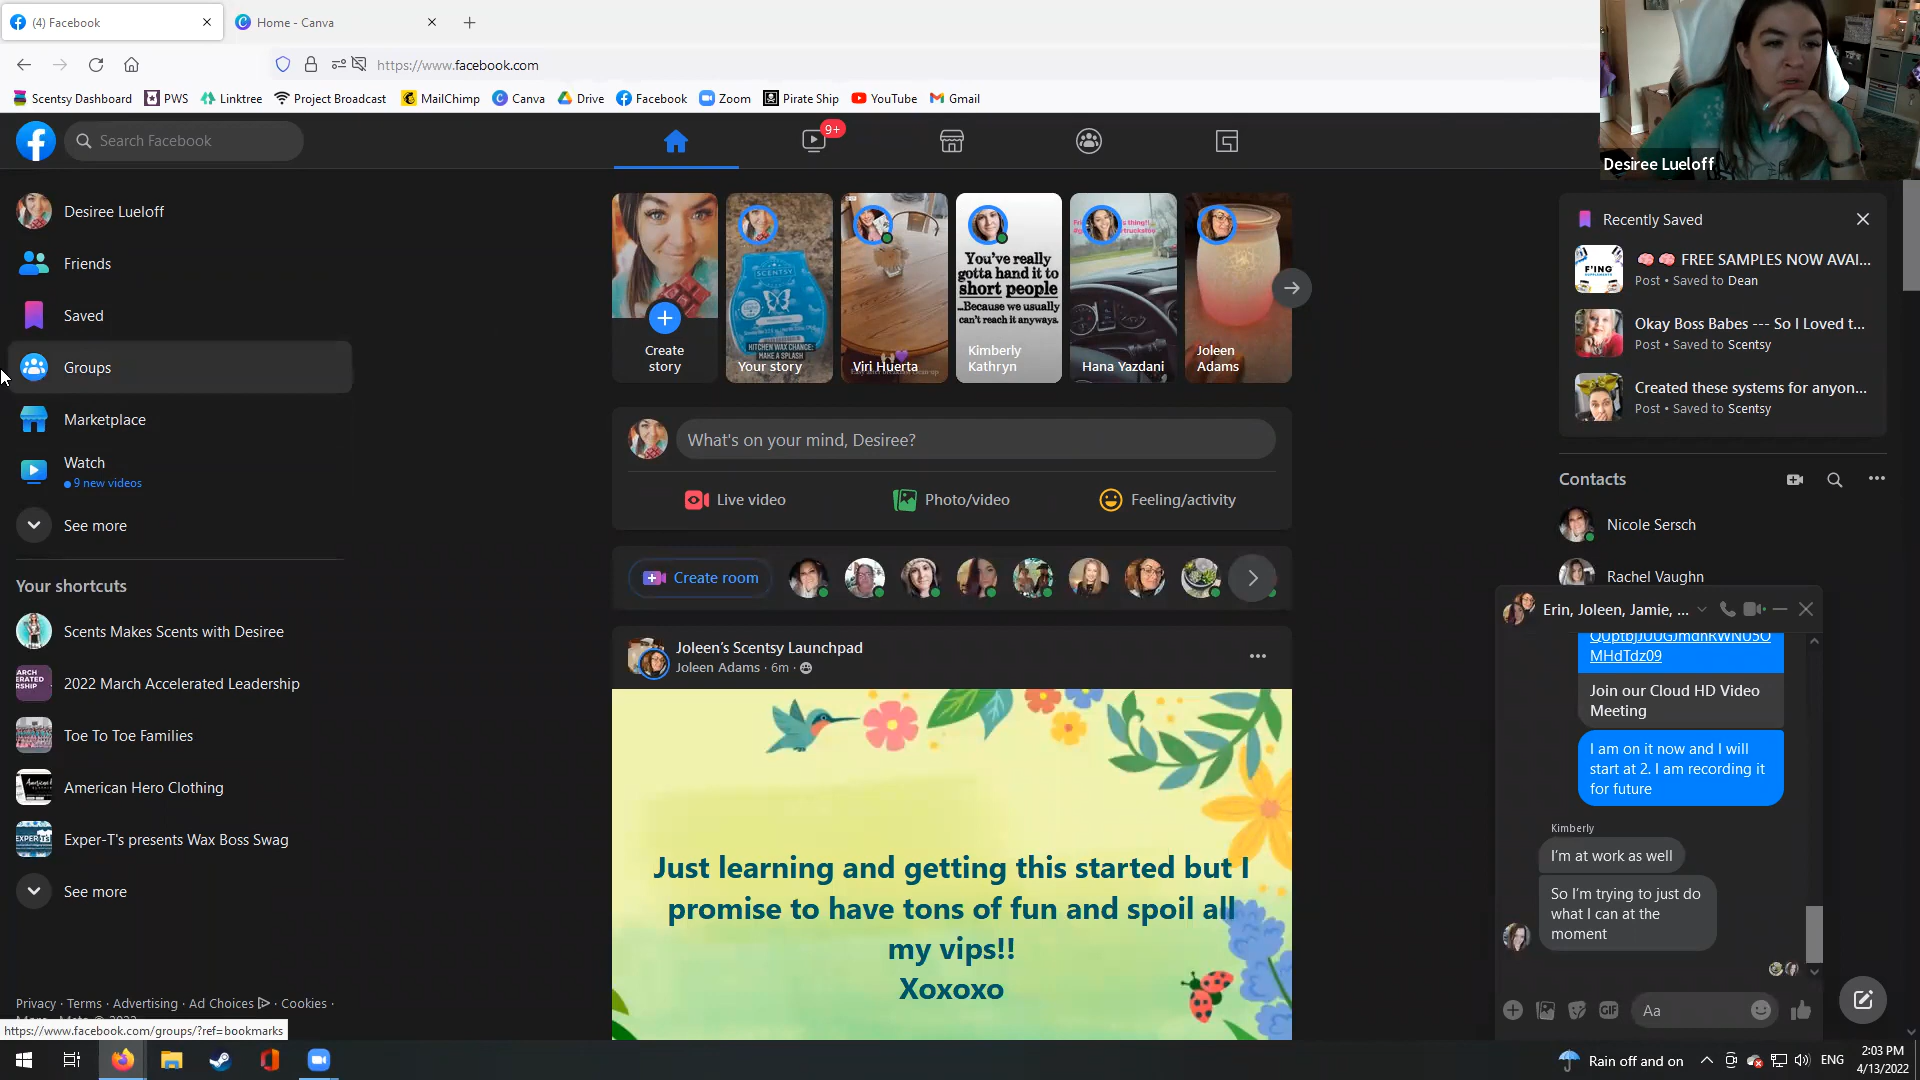 (4) Facebook
Home - Canva
https://www.facebook.com
Scentsy Dashboard
PWS
Linktree
Project Broadcast
MailChimp
Canva
Drive
Facebook
Zoom
Pirate Ship
YouTube
Gmail
Desiree Lueloff
Search Facebook
9+
Desiree Lueloff
Friends
Saved
Groups
Marketplace
Watch
9 new videos
See more
Your shortcuts
Scents Makes Scents with Desiree
2022 March Accelerated Leadership
Toe To Toe Families
American Hero Clothing
Exper-T's presents Wax Boss Swag
See more
Privacy · Terms · Advertising · Ad Choices · Cookies ·
https://www.facebook.com/groups/?ref=bookmarks
Create
story
SCENTSY
KITCHEN WAX CHANCE:
MAKE A SPLASH
Your story
Viri Huerta
You've really
gotta hand it to
short people
...Because we usually
can't reach it anyways.
Kimberly
Kathryn
Hana Yazdani
Joleen
Adams
What's on your mind, Desiree?
Live video
Photo/video
Feeling/activity
Create room
Joleen's Scentsy Launchpad
Joleen Adams · 6m ·
Just learning and getting this started but I
promise to have tons of fun and spoil all
my vips!!
Xoxoxo
Recently Saved
F'ING
FREE SAMPLES NOW AVAI...
Post • Saved to Dean
Okay Boss Babes --- So I Loved t...
Post • Saved to Scentsy
Created these systems for anyon...
Post • Saved to Scentsy
Contacts
Nicole Sersch
Rachel Vaughn
Erin, Joleen, Jamie, ...
MHdTdz09
Join our Cloud HD Video
Meeting
I am on it now and I will
start at 2. I am recording it
for future
Kimberly
I'm at work as well
So I'm trying to just do
what I can at the
moment
GIF
Aa
Rain off and on
ENG
2:03 PM
4/13/2022